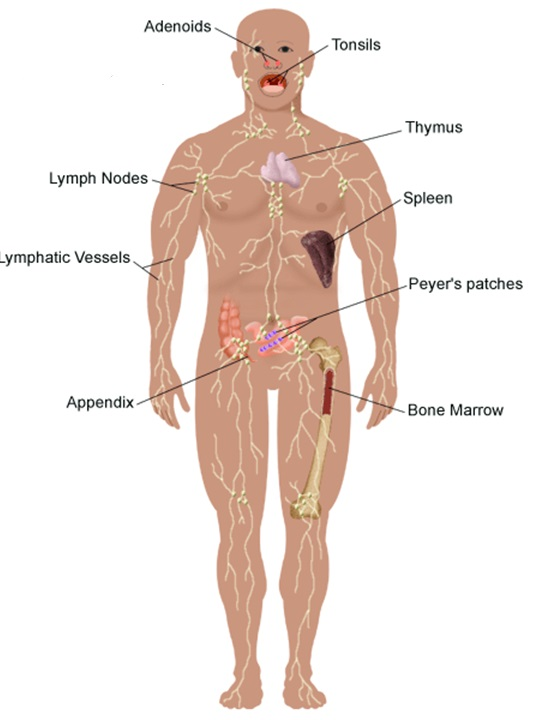 Adenoids
Tonsils
Thymus
Lymph Nodes
Spleen
Lymphatic Vessels
Peyer's patches
Appendix
Bone Marrow